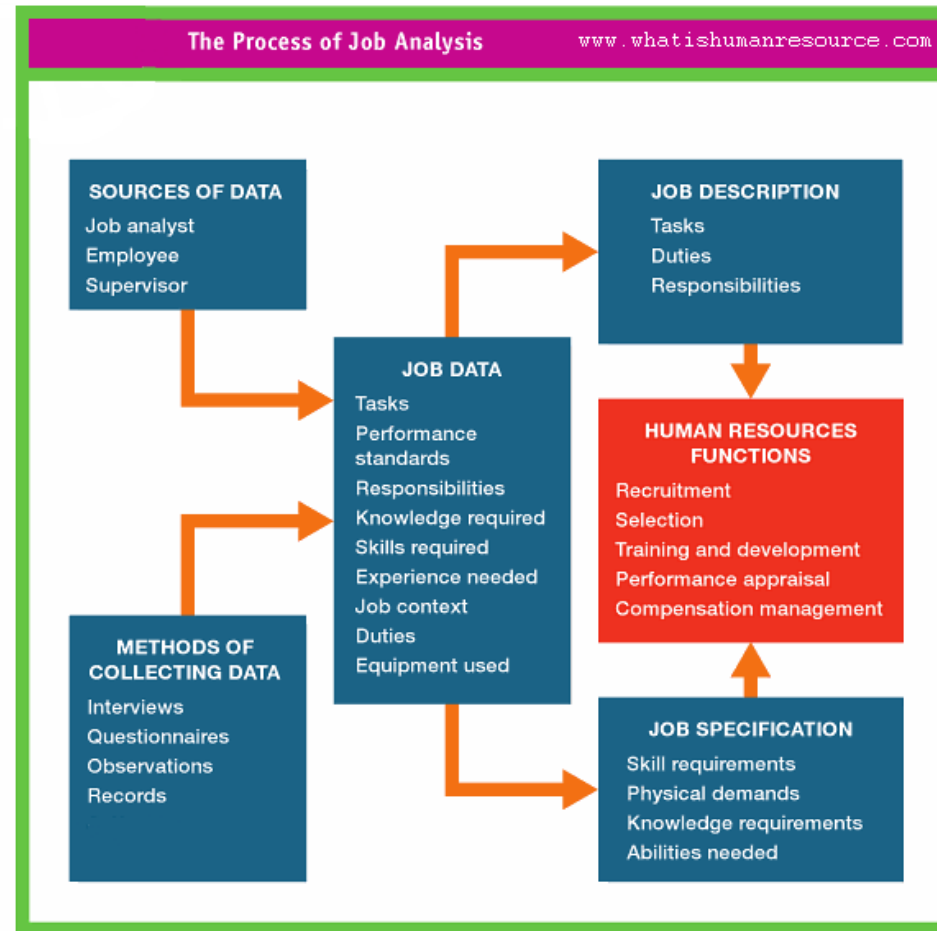 The Process of Job Analysis
www.whatishumanresource.com
SOURCES OF DATA
Job analyst
Employee
Supervisor
METHODS OF
COLLECTING DATA
Interviews
Questionnaires
Observations
Records
JOB DATA
Tasks
Performance
standards
Responsibilities
Knowledge required
Skills required
Experience needed
Job context
Duties
Equipment used
JOB DESCRIPTION
Tasks
Duties
Responsibilities
HUMAN RESOURCES
FUNCTIONS
Recruitment
Selection
Training and development
Performance appraisal
Compensation management
JOB SPECIFICATION
Skill requirements
Physical demands
Knowledge requirements
Abilities needed